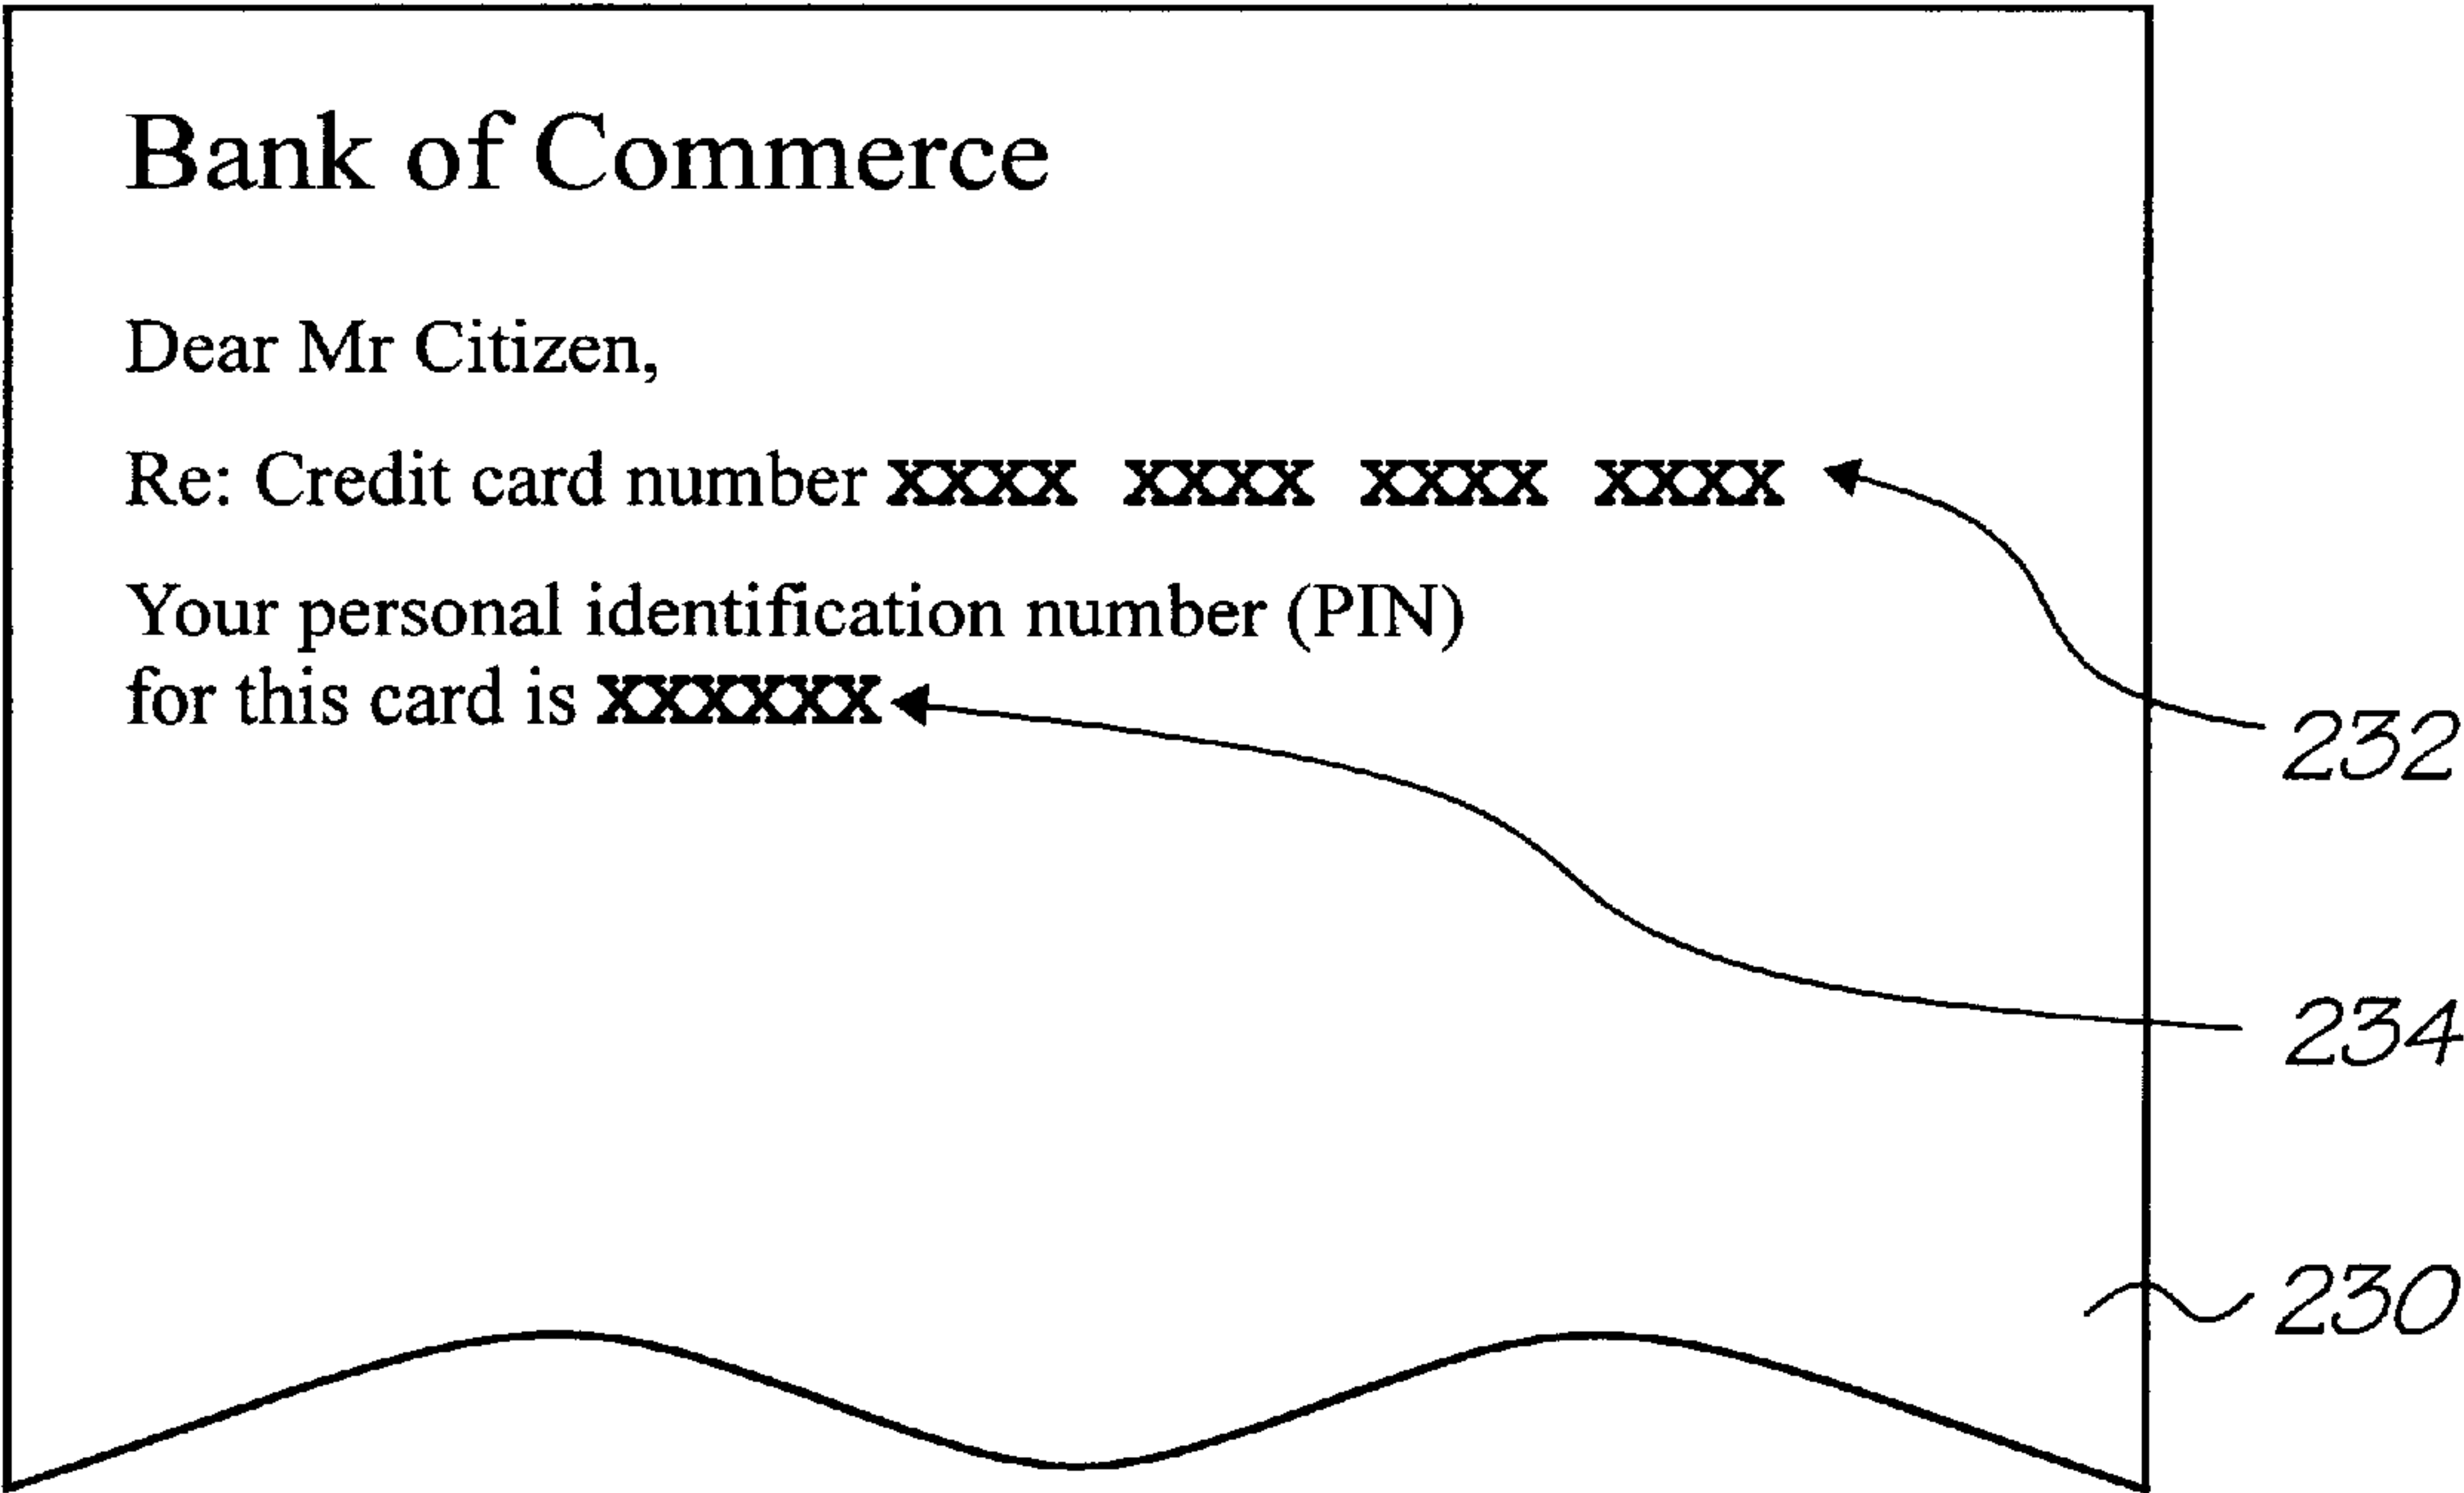 Bank of Commerce
Dear Mr Citizen,
Re: Credit card number xxxx xxxx xxxx xxxx
Your personal identification number (PIN)
for this card is xxxxxx
232
234
230